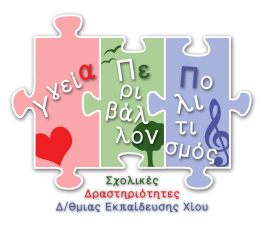 Υγεία
Πε
ρι
βάλ
λον
Πο
λι
τι
σμός
Σχολικές
Δραστηριότητες
Δ/θμιας Εκπαίδευσης Χίου